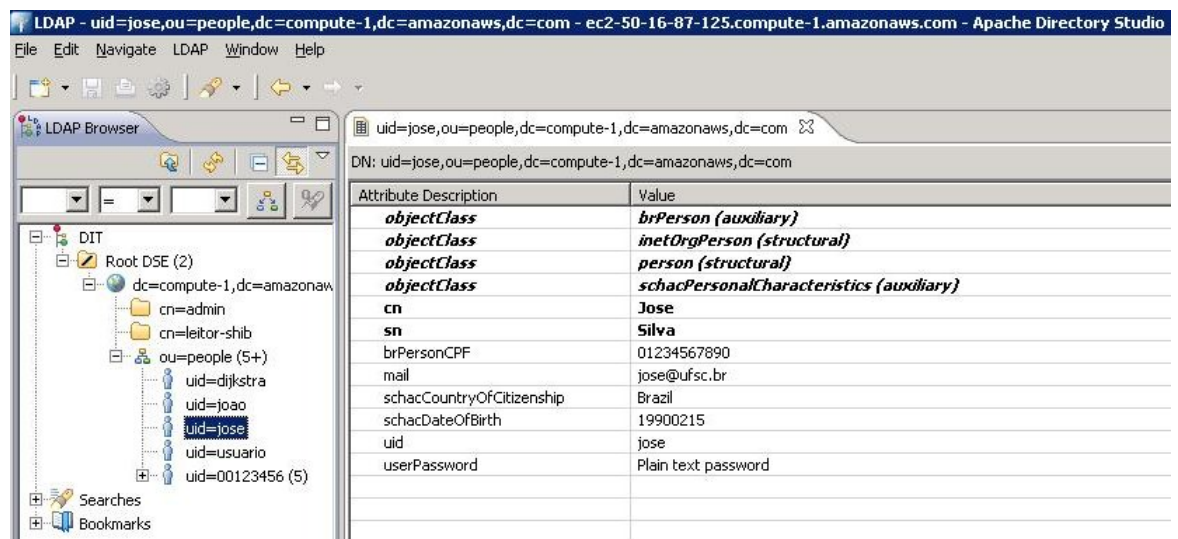 LDAP - uid=jose,ou=people,dc=compute-1,dc=amazonaws,dc=com - ec2-50-16-87-125.compute-1.amazonaws.com - Apache Directory Studio
File Edit Navigate LDAP Window Help
LDAP Browser
=
DIT
Root DSE (2)
dc=compute-1,dc=amazonaw
cn=admin
cn=leitor-shib
ou=people (5+)
uid=dijkstra
uid=joao
uid=jose
uid=usuario
uid=00123456 (5)
Searches
Bookmarks
uid=jose,ou=people,dc=compute-1,dc=amazonaws,dc=com
DN: uid=jose,ou=people,dc=compute-1,dc=amazonaws,dc=com
Attribute Description Value
objectClass brPerson (auxiliary)
objectClass inetOrgPerson (structural)
objectClass person (structural)
objectClass schacPersonalCharacteristics (auxiliary)
cn Jose
sn Silva
brPersonCPF 01234567890
mail jose@ufsc.br
schacCountryOfCitizenship Brazil
schacDateOfBirth 19900215
uid jose
userPassword Plain text password